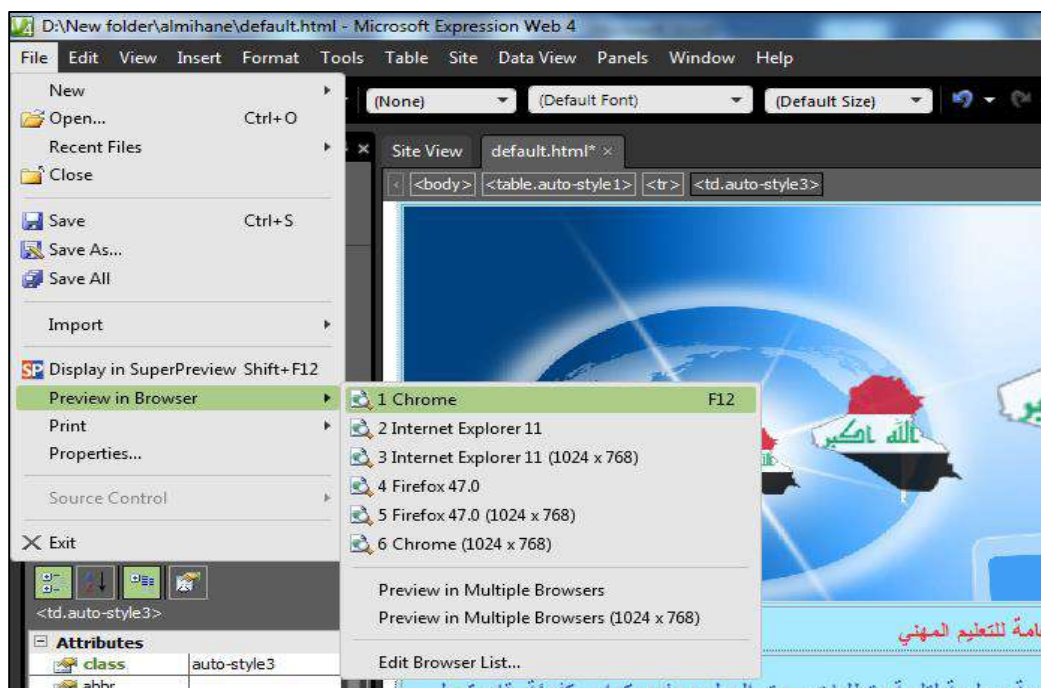 D:\New folder\almihane\default.html - Microsoft Expression Web 4
File Edit View Insert Format Tools Table Site Data View Panels Window Help
(None) (Default Font) (Default Size)
New
Open... Ctrl+O
Recent Files
Close
Save Ctrl+S
Save As...
Save All
Import
Display in SuperPreview Shift+F12
Preview in Browser
Print
Properties...
Source Control
Exit
Site View default.html* ×
<body> <table.auto-style1> <tr> <td.auto-style3>
1 Chrome F12
2 Internet Explorer 11
3 Internet Explorer 11 (1024 x 768)
4 Firefox 47.0
5 Firefox 47.0 (1024 x 768)
6 Chrome (1024 x 768)
Preview in Multiple Browsers
Preview in Multiple Browsers (1024 x 768)
Edit Browser List...
الله اكبر
للتعليم المهني
<td.auto-style3>
Attributes
class auto-style3
abbr